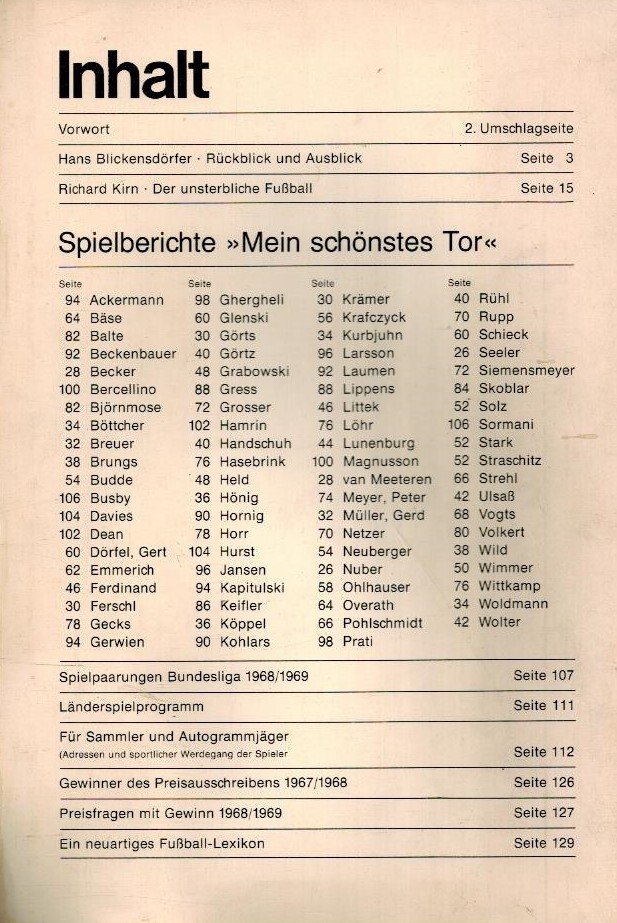 Inhalt
Vorwort 2. Umschlagseite
Hans Blickensdörfer · Rückblick und Ausblick Seite 3
Richard Kirn · Der unsterbliche Fußball Seite 15
Spielberichte »Mein schönstes Tor«
Seite
94 Ackermann
64 Bäse
82 Balte
92 Beckenbauer
28 Becker
100 Bercellino
82 Björnmose
34 Böttcher
32 Breuer
38 Brungs
54 Budde
106 Busby
104 Davies
102 Dean
60 Dörfel, Gert
62 Emmerich
46 Ferdinand
30 Ferschl
78 Gecks
94 Gerwien
Seite
98 Ghergheli
60 Glenski
30 Görts
40 Görtz
48 Grabowski
88 Gress
72 Grosser
102 Hamrin
40 Handschuh
76 Hasebrink
48 Held
36 Hönig
90 Hornig
78 Horr
104 Hurst
96 Jansen
94 Kapitulski
86 Keifler
36 Köppel
90 Kohlars
Seite
30 Krämer
56 Krafczyck
34 Kurbjuhn
96 Larsson
92 Laumen
88 Lippens
46 Littek
76 Löhr
44 Lunenburg
100 Magnusson
28 van Meeteren
74 Meyer, Peter
32 Müller, Gerd
70 Netzer
54 Neuberger
26 Nuber
58 Ohlhauser
64 Overath
66 Pohlschmidt
98 Prati
Seite
40 Rühl
70 Rupp
60 Schieck
26 Seeler
72 Siemensmeyer
84 Skoblar
52 Solz
106 Sormani
52 Stark
52 Straschitz
66 Strehl
42 Ulsaß
68 Vogts
80 Volkert
38 Wild
50 Wimmer
76 Wittkamp
34 Woldmann
42 Wolter
Spielpaarungen Bundesliga 1968/1969 Seite 107
Länderspielprogramm Seite 111
Für Sammler und Autogrammjäger
(Adressen und sportlicher Werdegang der Spieler Seite 112
Gewinner des Preisausschreibens 1967/1968 Seite 126
Preisfragen mit Gewinn 1968/1969 Seite 127
Ein neuartiges Fußball-Lexikon Seite 129